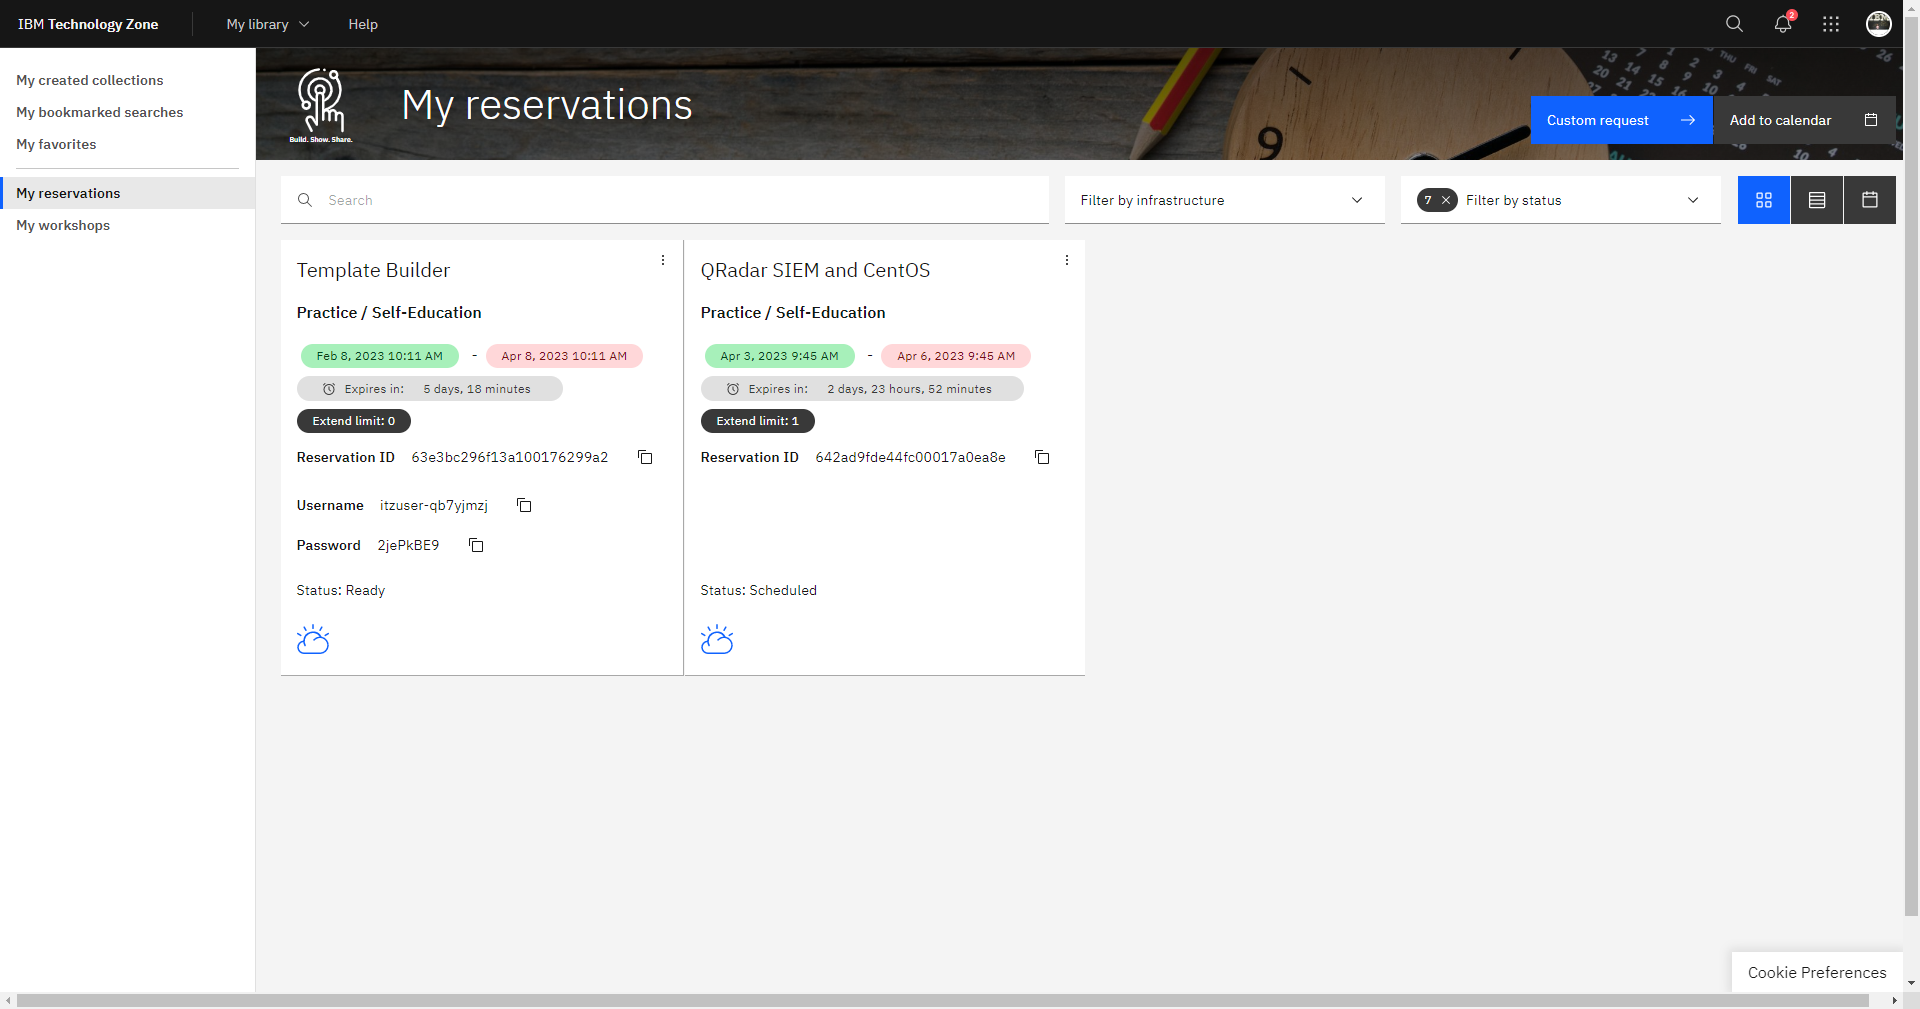 IBM Technology Zone
My library
Help
2
My created collections
My bookmarked searches
My favorites
My reservations
My workshops
Build. Show. Share.
My reservations
Custom request
Add to calendar
Search
Filter by infrastructure
7 Filter by status
Template Builder
Practice / Self-Education
Feb 8, 2023 10:11 AM - Apr 8, 2023 10:11 AM
Expires in: 5 days, 18 minutes
Extend limit: 0
Reservation ID 63e3bc296f13a100176299a2
Username itzuser-qb7yjmzj
Password 2jePkBE9
Status: Ready
QRadar SIEM and CentOS
Practice / Self-Education
Apr 3, 2023 9:45 AM - Apr 6, 2023 9:45 AM
Expires in: 2 days, 23 hours, 52 minutes
Extend limit: 1
Reservation ID 642ad9fde44fc00017a0ea8e
Status: Scheduled
Cookie Preferences